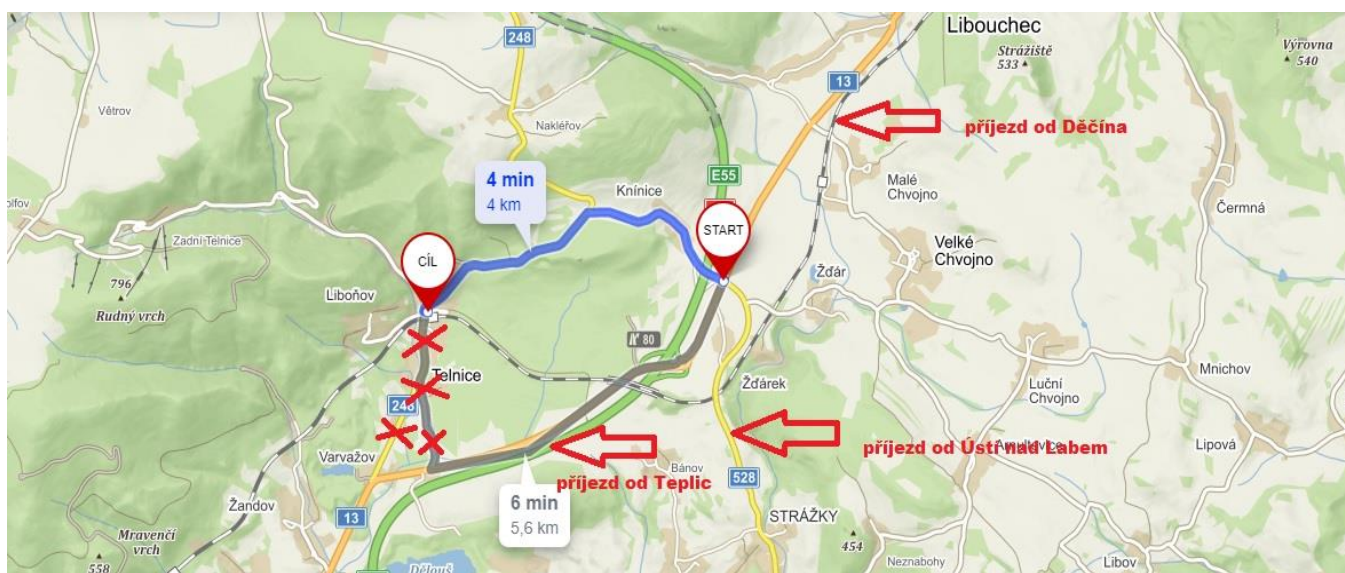 Libouchec
248
Strážiště
533
Výrovna
540
13
příjezd od Děčína
Větrov
Nakléřov
4 min
4 km
Knínice
E55
Malé
Chvojno
Čermná
START
Zadní Telnice
CÍL
Velké
Chvojno
Žďár
796
Rudný vrch
Liboňov
80
Mnichov
Telnice
Žďárek
Luční
Chvojno
248
příjezd od Ústí nad Labem
Lipová
Varvažov
Bánov
příjezd od Teplic
528
6 min
5,6 km
Žandov
13
STRÁŽKY
Mravenčí
vrch
558
454
Neznabohy
Libov